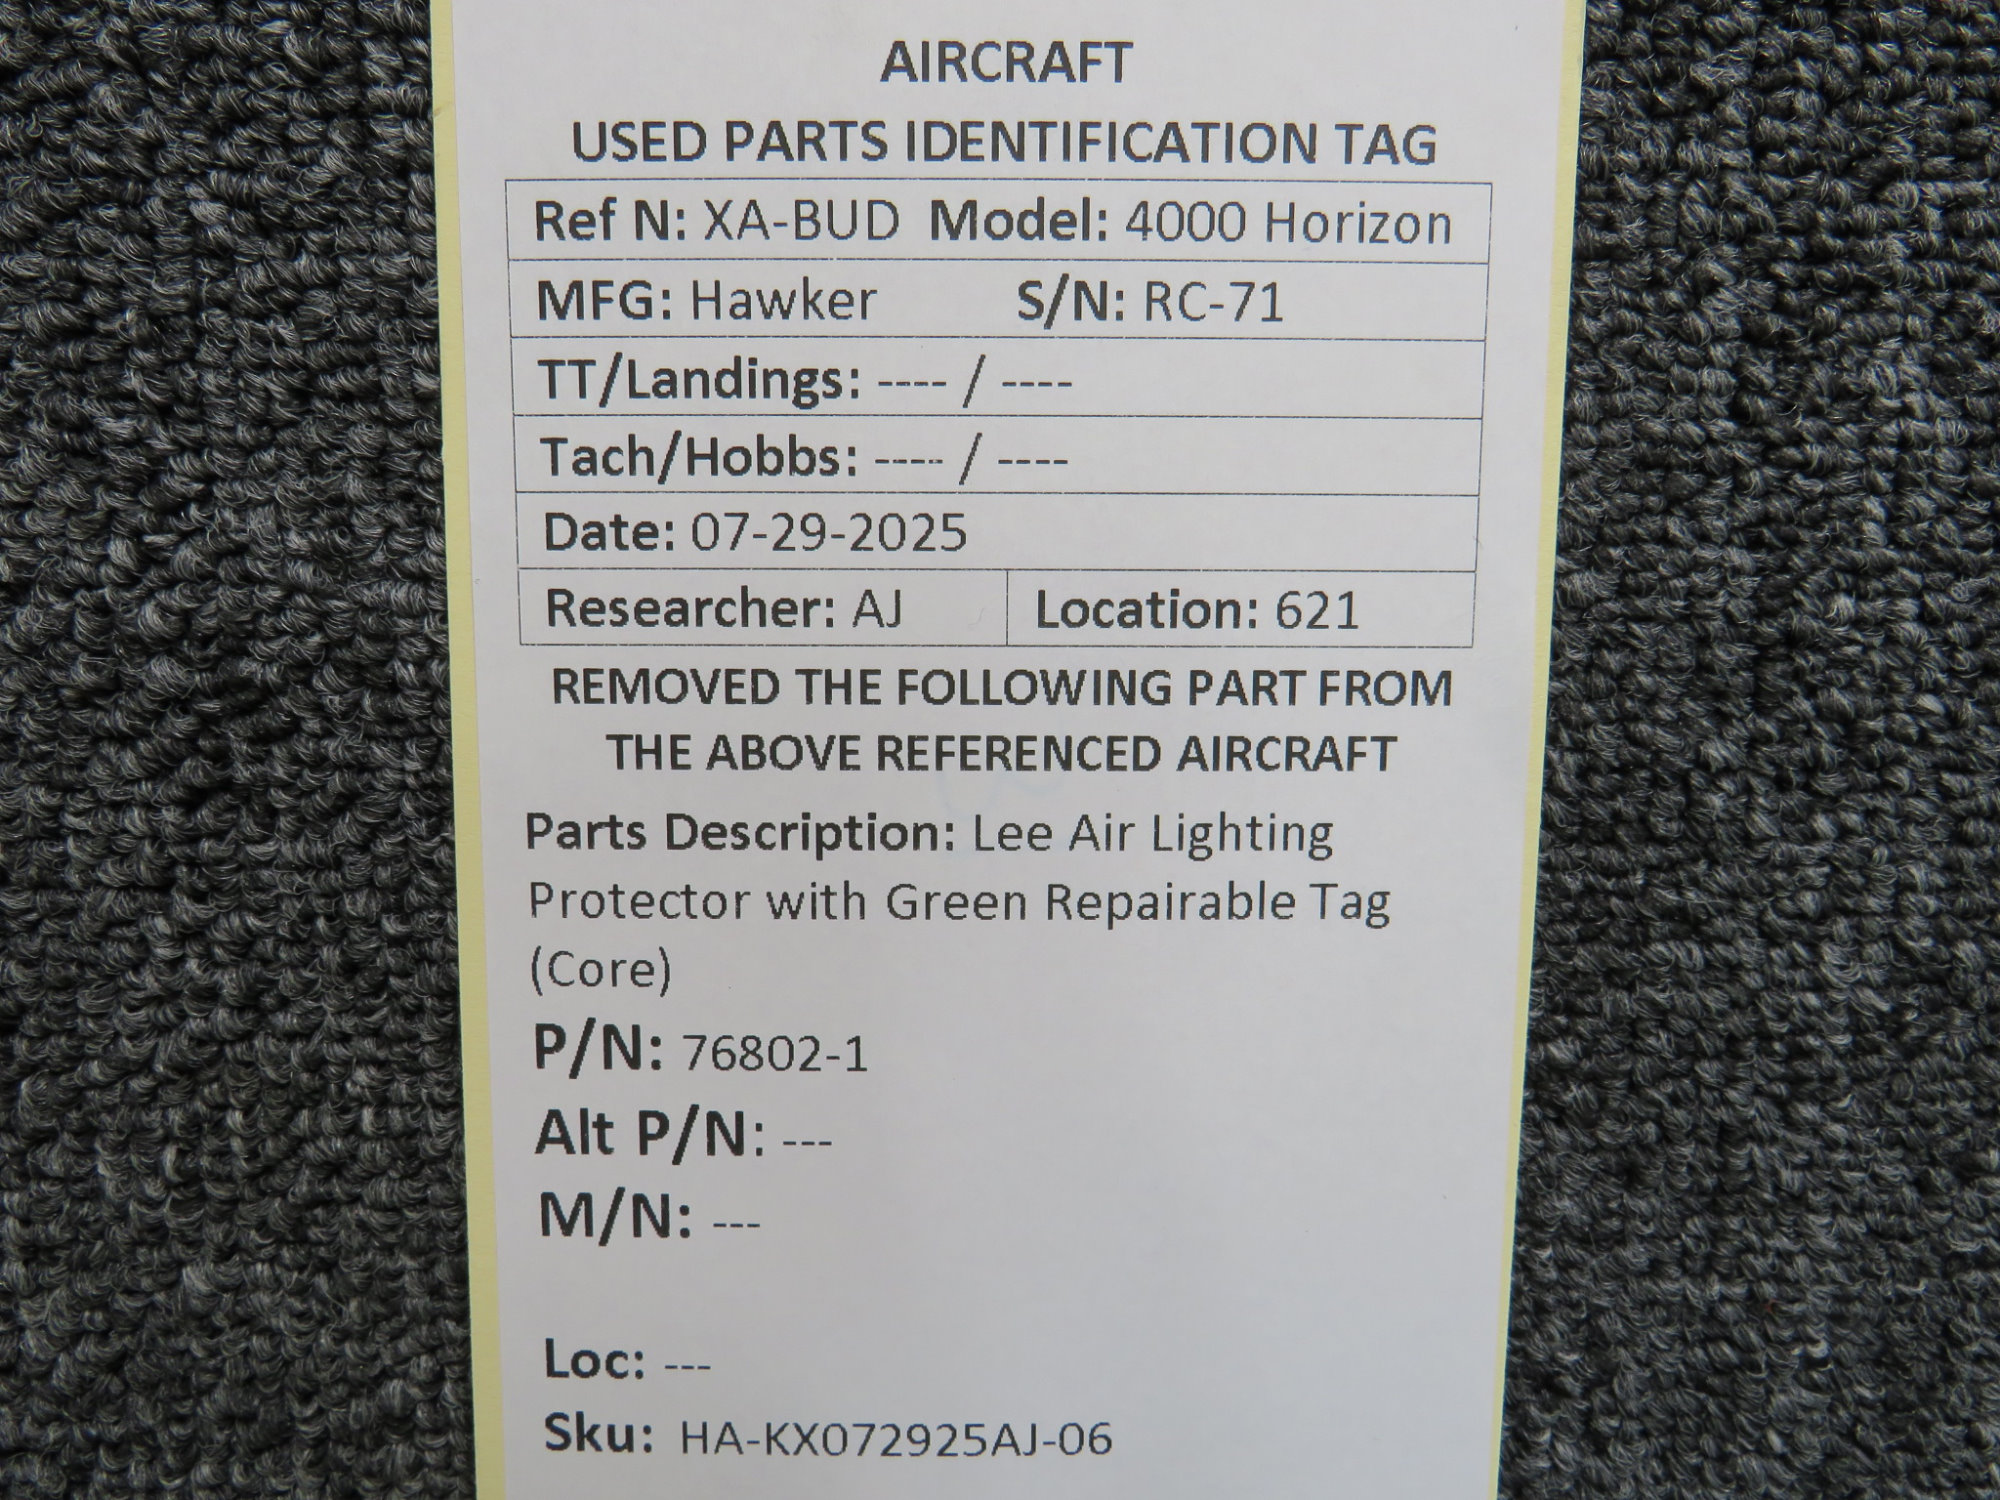 AIRCRAFT
USED PARTS IDENTIFICATION TAG
Ref N: XA-BUD Model: 4000 Horizon
MFG: Hawker S/N: RC-71
TT/Landings: ---- / ----
Tach/Hobbs: ---- / ----
Date: 07-29-2025
Researcher: AJ Location: 621
REMOVED THE FOLLOWING PART FROM
THE ABOVE REFERENCED AIRCRAFT
Parts Description: Lee Air Lighting
Protector with Green Repairable Tag
(Core)
P/N: 76802-1
Alt P/N: ---
M/N: ---
Loc: ---
Sku: HA-KX072925AJ-06